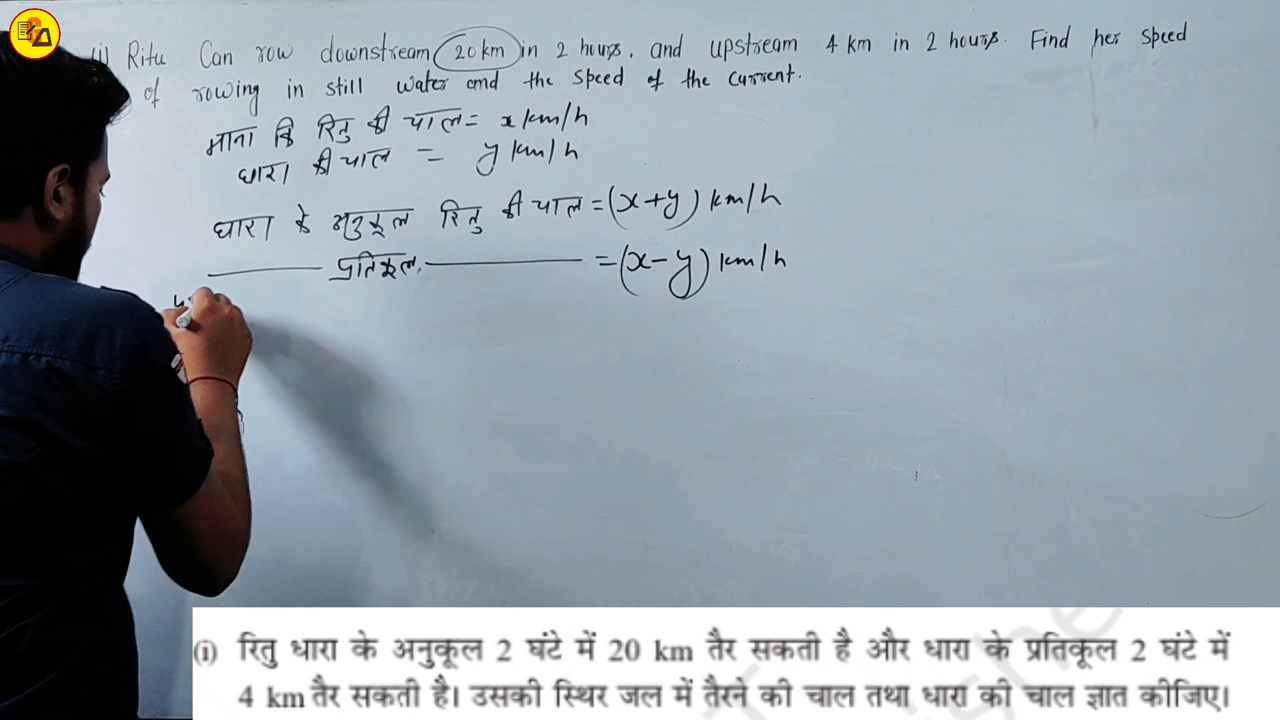 i) Ritu Can row downstream 20 km in 2 hours, and upstream 4 km in 2 hours. Find her speed
of rowing in still water and the speed of the current.
माना कि रितु की चाल = x km/h
धारा की चाल = y km/h
धारा के अनुकूल रितु की चाल = (x+y) km/h
प्रतिकूल = (x-y) km/h
(i) रितु धारा के अनुकूल 2 घंटे में 20 km तैर सकती है और धारा के प्रतिकूल 2 घंटे में
4 km तैर सकती है। उसकी स्थिर जल में तैरने की चाल तथा धारा की चाल ज्ञात कीजिए।